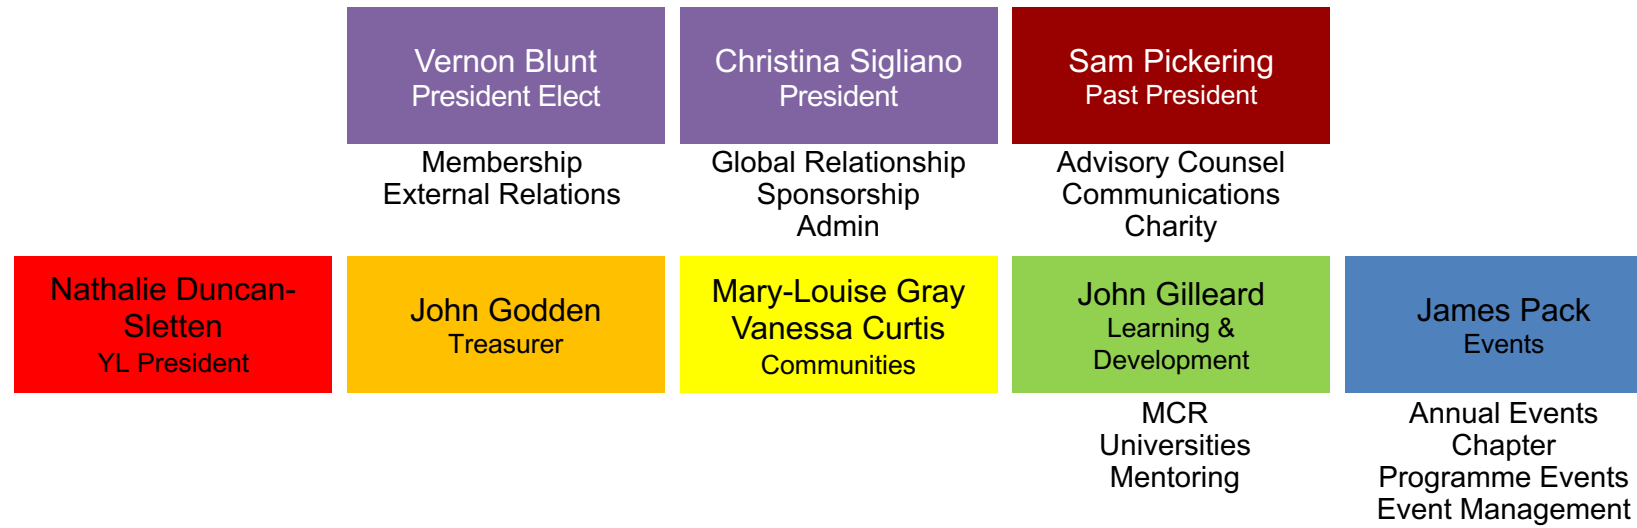 Vernon Blunt
President Elect
Membership
External Relations
Christina Sigliano
President
Global Relationship
Sponsorship
Admin
Sam Pickering
Past President
Advisory Counsel
Communications
Charity
Nathalie Duncan-
Sletten
YL President
John Godden
Treasurer
Mary-Louise Gray
Vanessa Curtis
Communities
John Gilleard
Learning &
Development
MCR
Universities
Mentoring
James Pack
Events
Annual Events
Chapter
Programme Events
Event Management